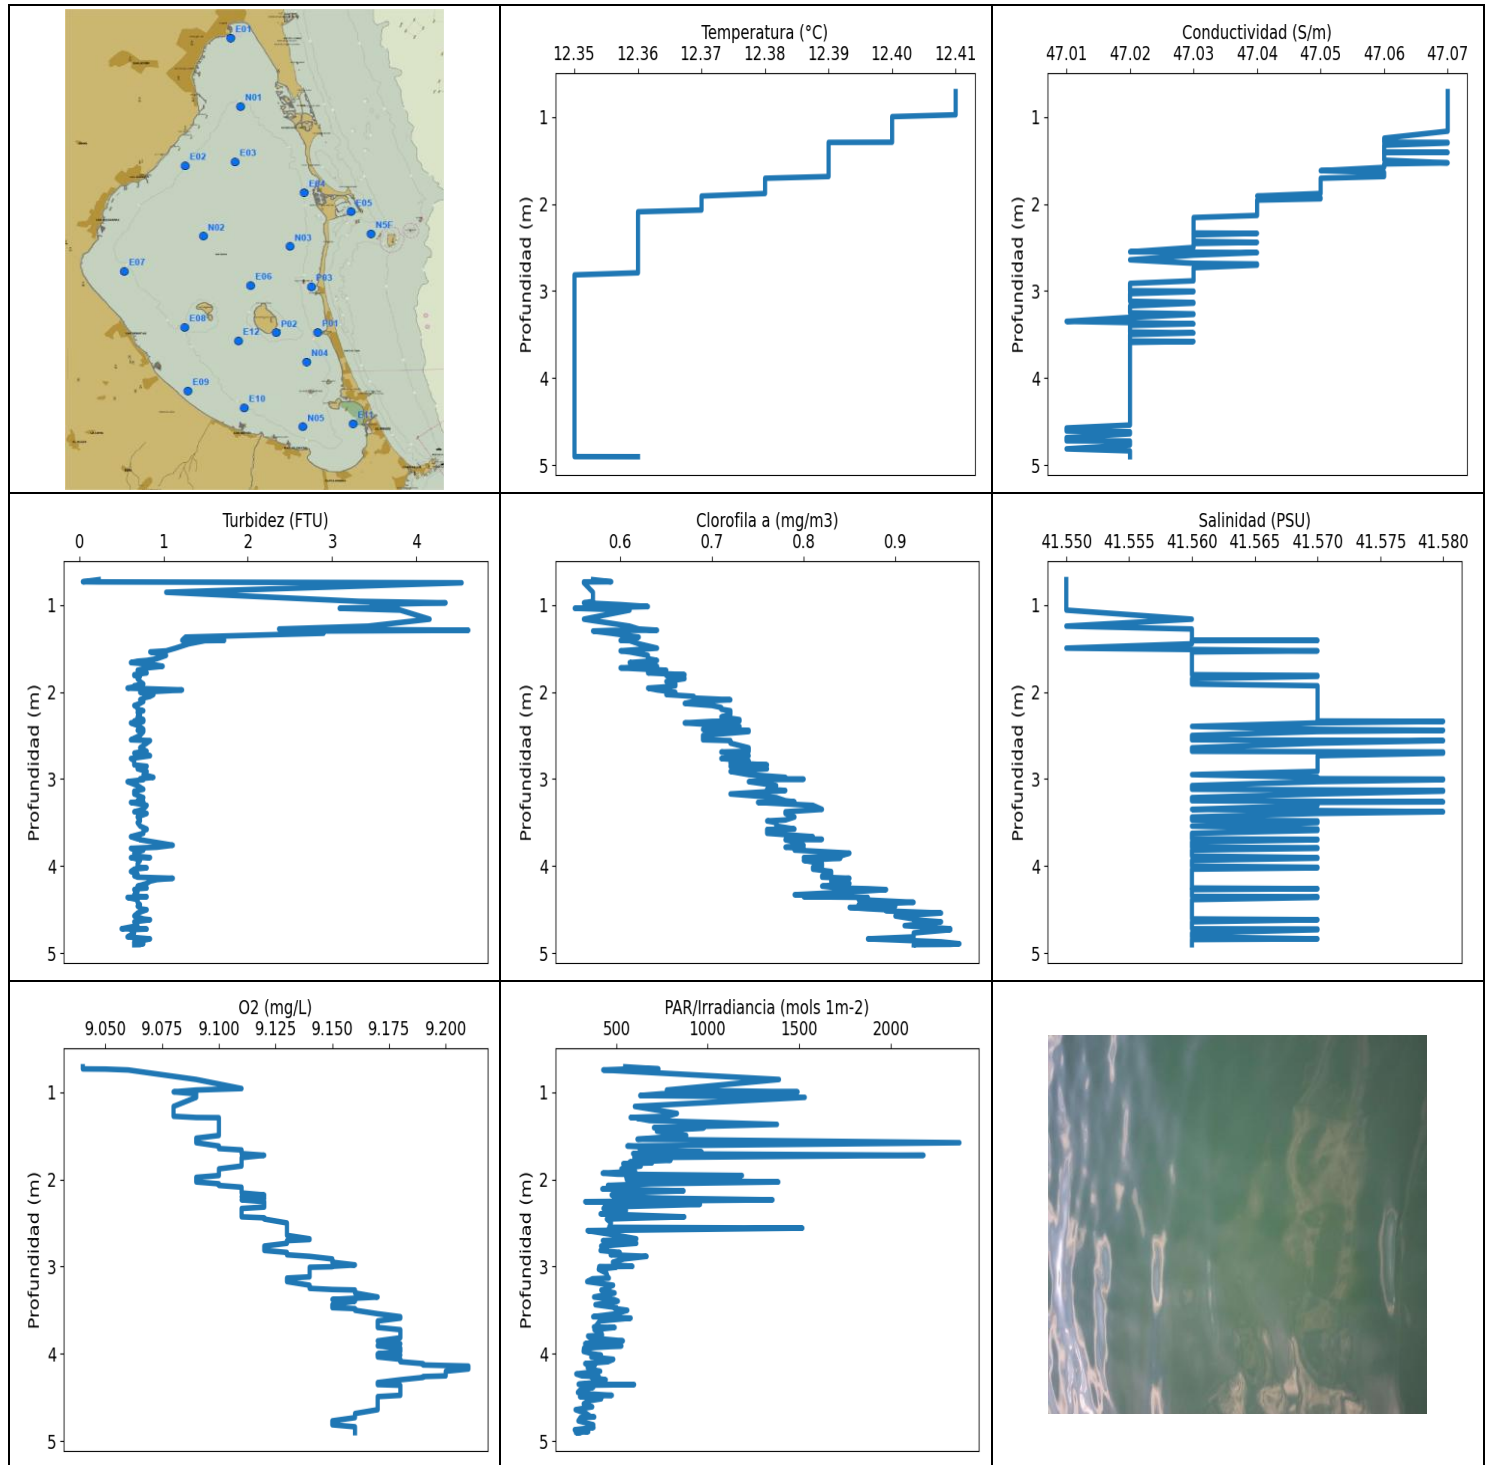 E01
N01
E02
E03
E04
E05
N5E
N02
N03
E07
E06
P03
E08
P02
P01
E12
N04
E09
E10
N05
E11
Temperatura (°C)
12.35 12.36 12.37 12.38 12.39 12.40 12.41
Profundidad (m)
1
2
3
4
5
Conductividad (S/m)
47.01 47.02 47.03 47.04 47.05 47.06 47.07
Profundidad (m)
1
2
3
4
5
Turbidez (FTU)
0 1 2 3 4
Profundidad (m)
1
2
3
4
5
Clorofila a (mg/m3)
0.6 0.7 0.8 0.9
Profundidad (m)
1
2
3
4
5
Salinidad (PSU)
41.550 41.555 41.560 41.565 41.570 41.575 41.580
Profundidad (m)
1
2
3
4
5
O2 (mg/L)
9.050 9.075 9.100 9.125 9.150 9.175 9.200
Profundidad (m)
1
2
3
4
5
PAR/Irradiancia (mols 1m-2)
500 1000 1500 2000
Profundidad (m)
1
2
3
4
5